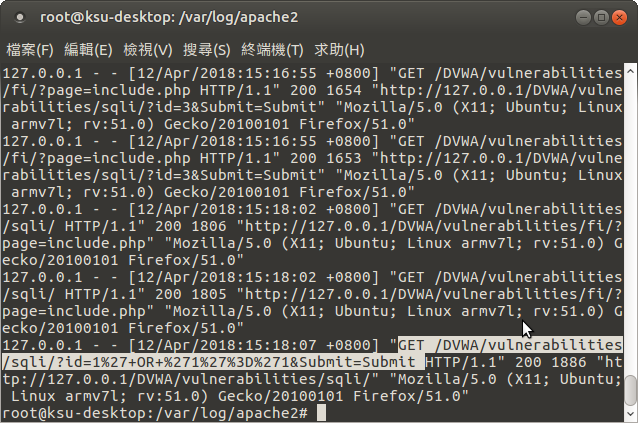 root@ksu-desktop: /var/log/apache2
檔案(F) 編輯(E) 檢視(V) 搜尋(S) 終端機(T) 求助(H)
127.0.0.1 - - [12/Apr/2018:15:16:55 +0800] "GET /DVWA/vulnerabilities
/fi/?page=include.php HTTP/1.1" 200 1654 "http://127.0.0.1/DVWA/vulne
rabilities/sqli/?id=3&Submit=Submit" "Mozilla/5.0 (X11; Ubuntu; Linux
 armv7l; rv:51.0) Gecko/20100101 Firefox/51.0"
127.0.0.1 - - [12/Apr/2018:15:16:55 +0800] "GET /DVWA/vulnerabilities
/fi/?page=include.php HTTP/1.1" 200 1653 "http://127.0.0.1/DVWA/vulne
rabilities/sqli/?id=3&Submit=Submit" "Mozilla/5.0 (X11; Ubuntu; Linux
 armv7l; rv:51.0) Gecko/20100101 Firefox/51.0"
127.0.0.1 - - [12/Apr/2018:15:18:02 +0800] "GET /DVWA/vulnerabilities
/sqli/ HTTP/1.1" 200 1806 "http://127.0.0.1/DVWA/vulnerabilities/fi/?
page=include.php" "Mozilla/5.0 (X11; Ubuntu; Linux armv7l; rv:51.0) G
ecko/20100101 Firefox/51.0"
127.0.0.1 - - [12/Apr/2018:15:18:02 +0800] "GET /DVWA/vulnerabilities
/sqli/ HTTP/1.1" 200 1805 "http://127.0.0.1/DVWA/vulnerabilities/fi/?
page=include.php" "Mozilla/5.0 (X11; Ubuntu; Linux armv7l; rv:51.0) G
ecko/20100101 Firefox/51.0"
127.0.0.1 - - [12/Apr/2018:15:18:07 +0800] "GET /DVWA/vulnerabilities
/sqli/?id=1%27+OR+%271%27%3D%271&Submit=Submit HTTP/1.1" 200 1886 "ht
tp://127.0.0.1/DVWA/vulnerabilities/sqli/" "Mozilla/5.0 (X11; Ubuntu;
 Linux armv7l; rv:51.0) Gecko/20100101 Firefox/51.0"
root@ksu-desktop:/var/log/apache2#